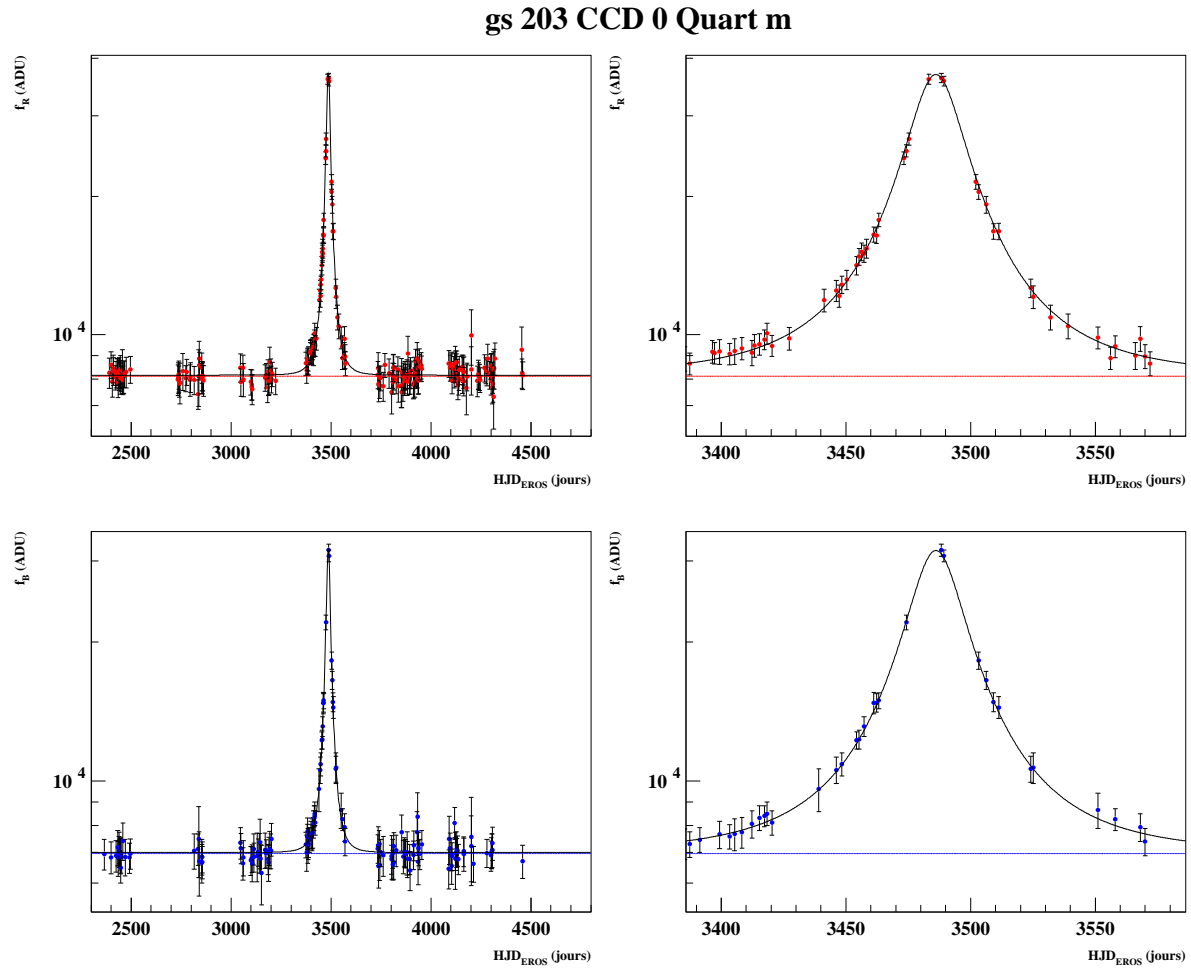 gs 203 CCD 0 Quart m
f_R (ADU)
10^4
2500 3000 3500 4000 4500
HJD_EROS (jours)
f_R (ADU)
10^4
3400 3450 3500 3550
HJD_EROS (jours)
f_B (ADU)
10^4
2500 3000 3500 4000 4500
HJD_EROS (jours)
f_B (ADU)
10^4
3400 3450 3500 3550
HJD_EROS (jours)